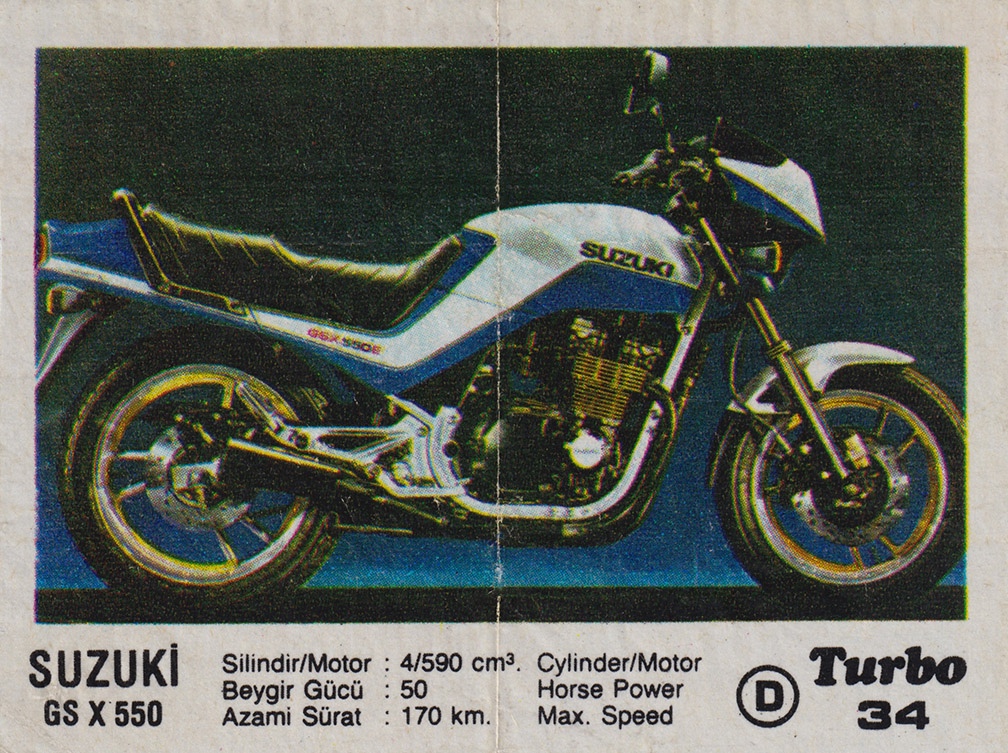 SUZUKI
GSX550E
SUZUKİ
GS X 550
Silindir/Motor : 4/590 cm³. Cylinder/Motor
Beygir Gücü : 50 Horse Power
Azami Sürat : 170 km. Max. Speed
D
Turbo
34